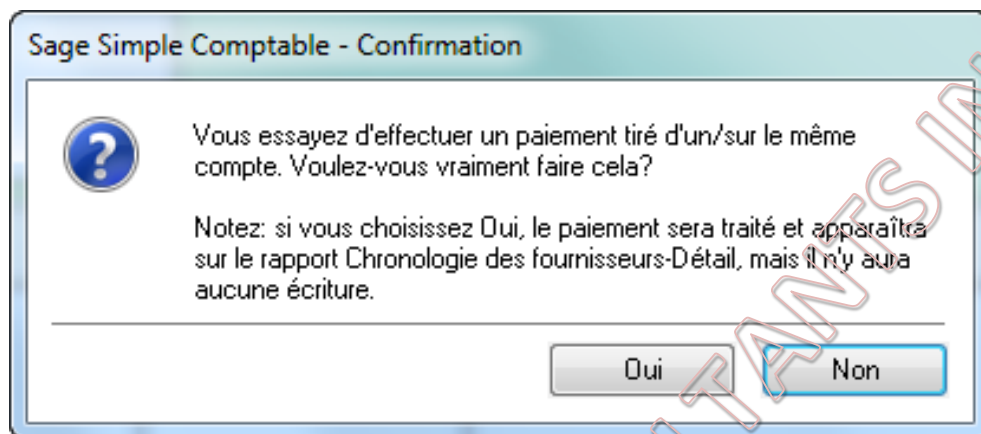 Sage Simple Comptable - Confirmation
Vous essayez d'effectuer un paiement tiré d'un/sur le même
compte. Voulez-vous vraiment faire cela?
Notez: si vous choisissez Oui, le paiement sera traité et apparaîtra
sur le rapport Chronologie des fournisseurs-Détail, mais il n'y aura
aucune écriture.
Oui
Non
TANTS IN